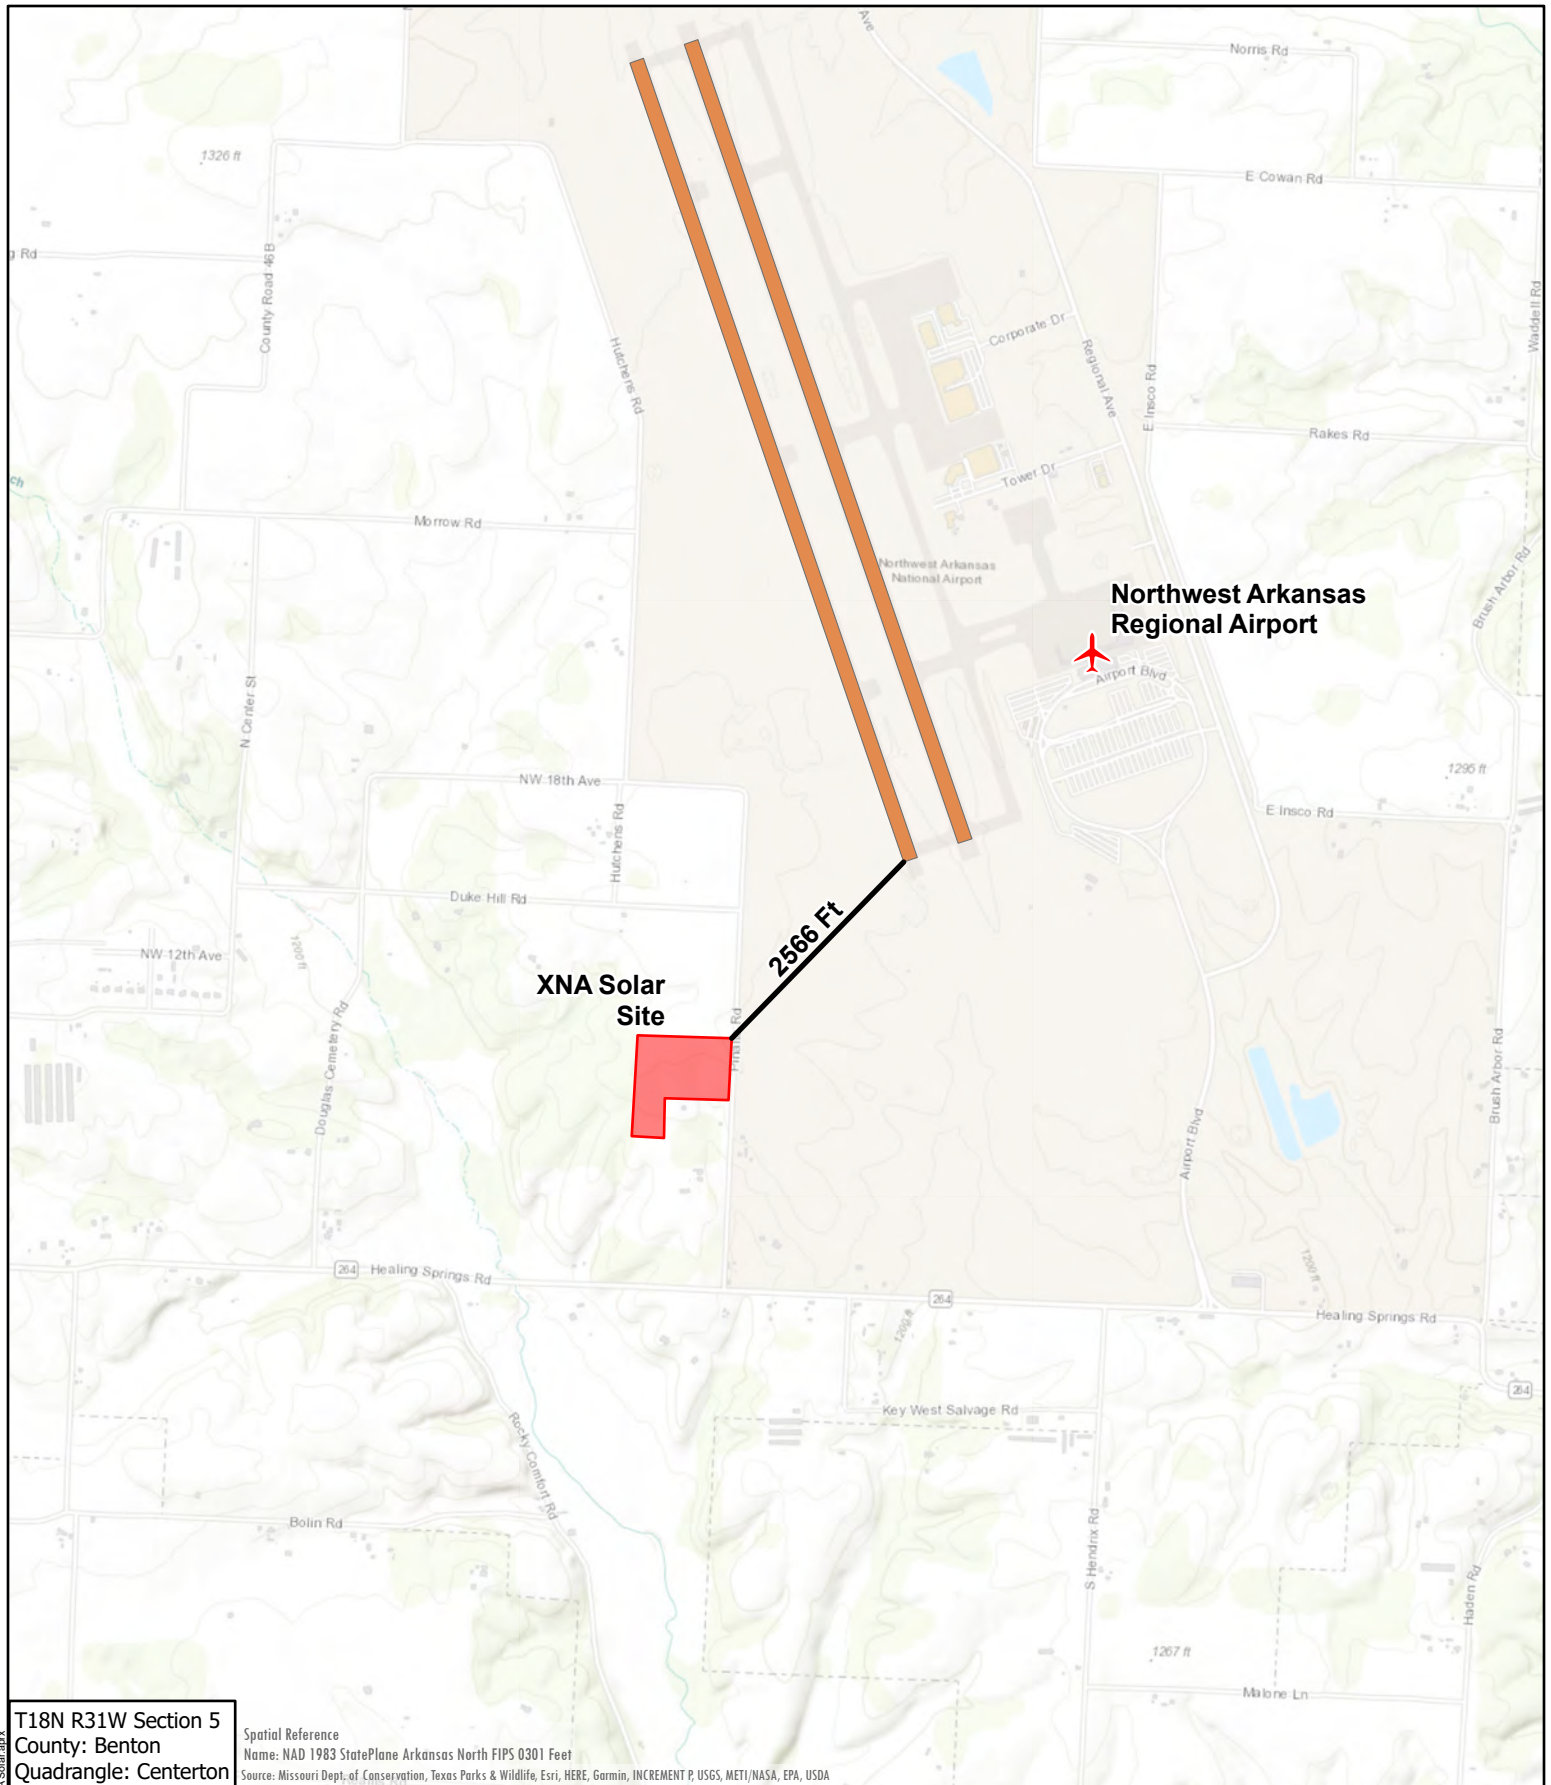 Ave
Norris Rd
1326 ft
E Cowan Rd
g Rd
County Road 46B
Waddell Rd
Corporate Dr
Hutchens Rd
Regional Ave
E Insco Rd
Rakes Rd
Tower Dr
ch
Morrow Rd
Northwest Arkansas
National Airport
Brush Arbor Rd
Northwest Arkansas
Regional Airport
Airport Blvd
N Center St
NW 18th Ave
1295 ft
Hutchens Rd
E Insco Rd
Duke Hill Rd
NW 12th Ave
1200 ft
2566 Ft
XNA Solar
Site
Rd
Douglas Cemetery Rd
Brush Arbor Rd
Airport Blvd
264
Healing Springs Rd
1200 ft
264
Healing Springs Rd
1200 ft
264
Key West Salvage Rd
Rocky Comfort Rd
Bolin Rd
S Hendrix Rd
Haden Rd
1267 ft
Malone Ln
T18N R31W Section 5
County: Benton
Quadrangle: Centerton
Spatial Reference
Name: NAD 1983 StatePlane Arkansas North FIPS 0301 Feet
Source: Missouri Dept. of Conservation, Texas Parks & Wildlife, Esri, HERE, Garmin, INCREMENT P, USGS, METI/NASA, EPA, USDA